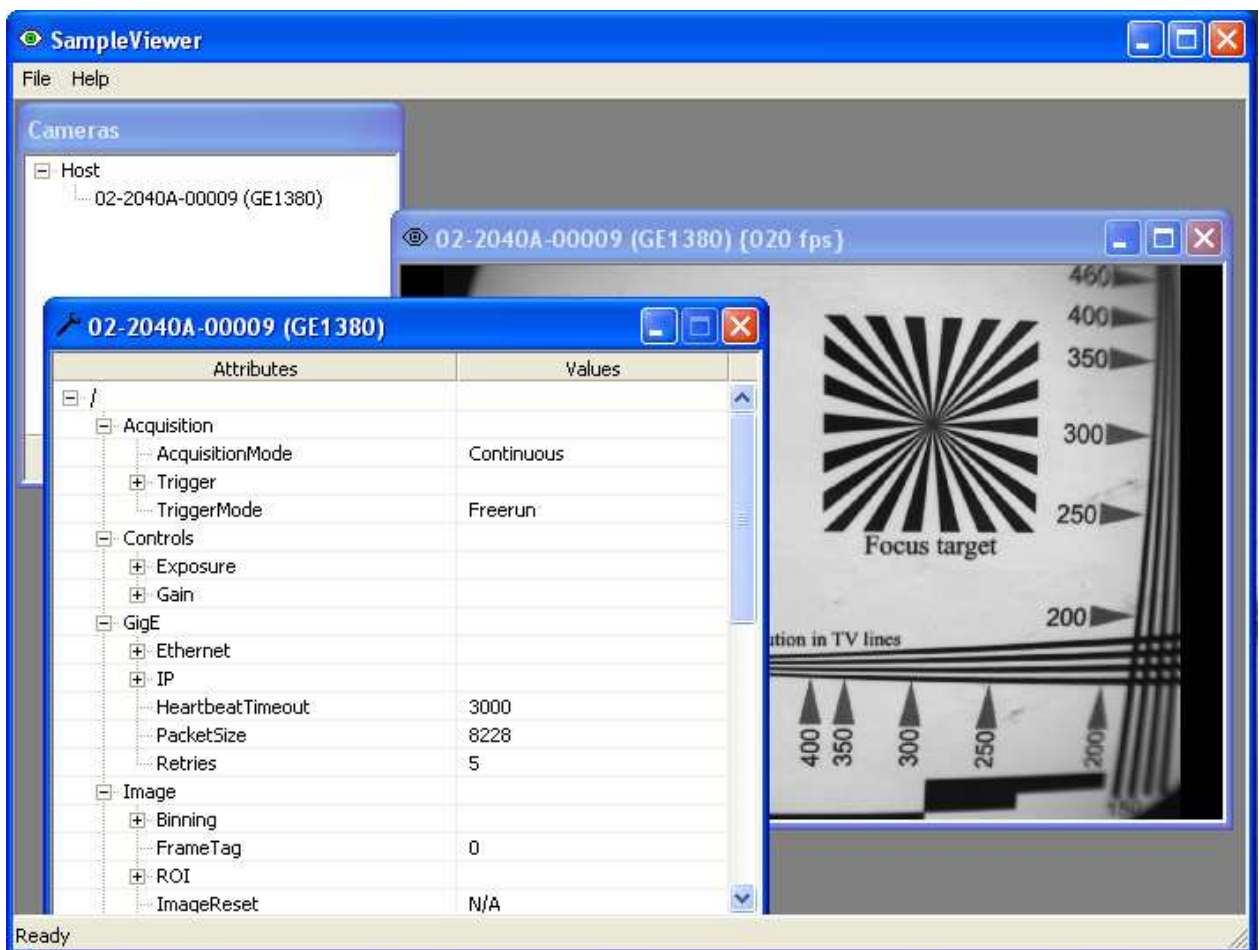 SampleViewer
File Help
Cameras
Host
02-2040A-00009 (GE1380)
02-2040A-00009 (GE1380) {020 fps}
460
400
350
300
250
200
Focus target
ution in TV lines
400
350
300
250
200
150
02-2040A-00009 (GE1380)
Attributes Values
/
Acquisition
AcquisitionMode Continuous
Trigger
TriggerMode Freerun
Controls
Exposure
Gain
GigE
Ethernet
IP
HeartbeatTimeout 3000
PacketSize 8228
Retries 5
Image
Binning
FrameTag 0
ROI
ImageReset N/A
Ready